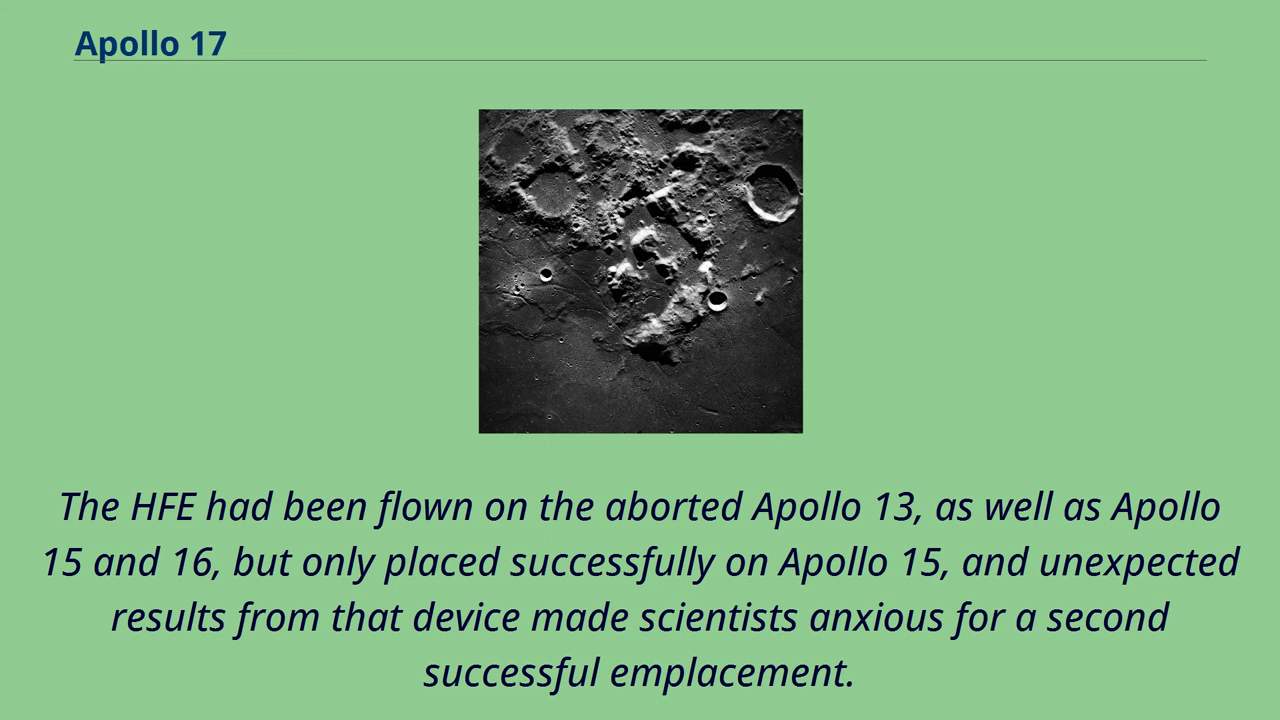 Apollo 17
The HFE had been flown on the aborted Apollo 13, as well as Apollo
15 and 16, but only placed successfully on Apollo 15, and unexpected
results from that device made scientists anxious for a second
successful emplacement.